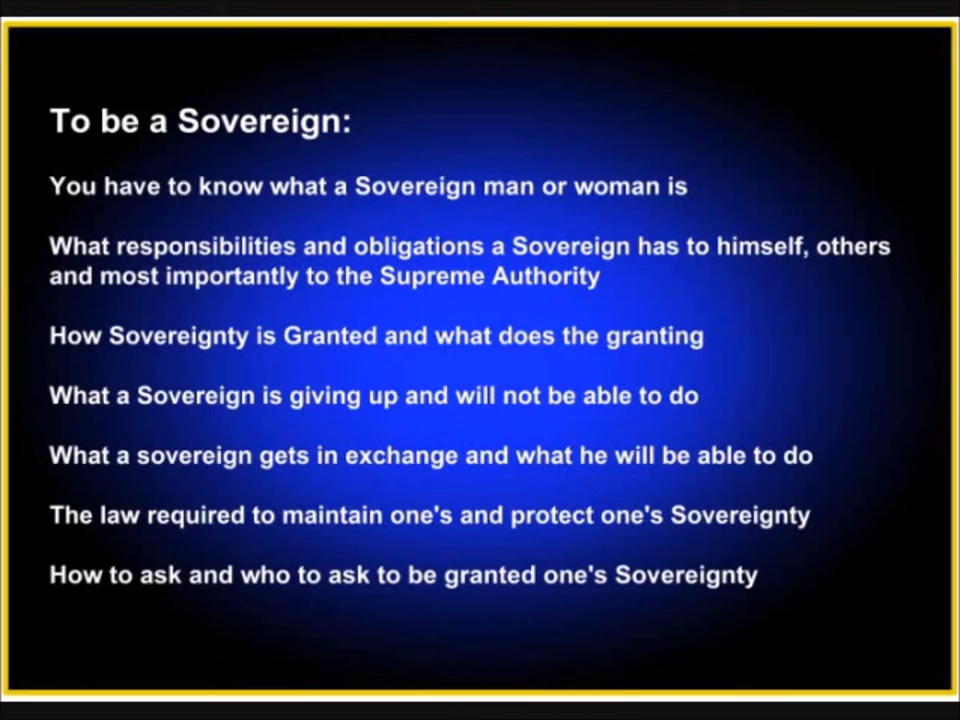 To be a Sovereign:
You have to know what a Sovereign man or woman is
What responsibilities and obligations a Sovereign has to himself, others
and most importantly to the Supreme Authority
How Sovereignty is Granted and what does the granting
What a Sovereign is giving up and will not be able to do
What a sovereign gets in exchange and what he will be able to do
The law required to maintain one's and protect one's Sovereignty
How to ask and who to ask to be granted one's Sovereignty